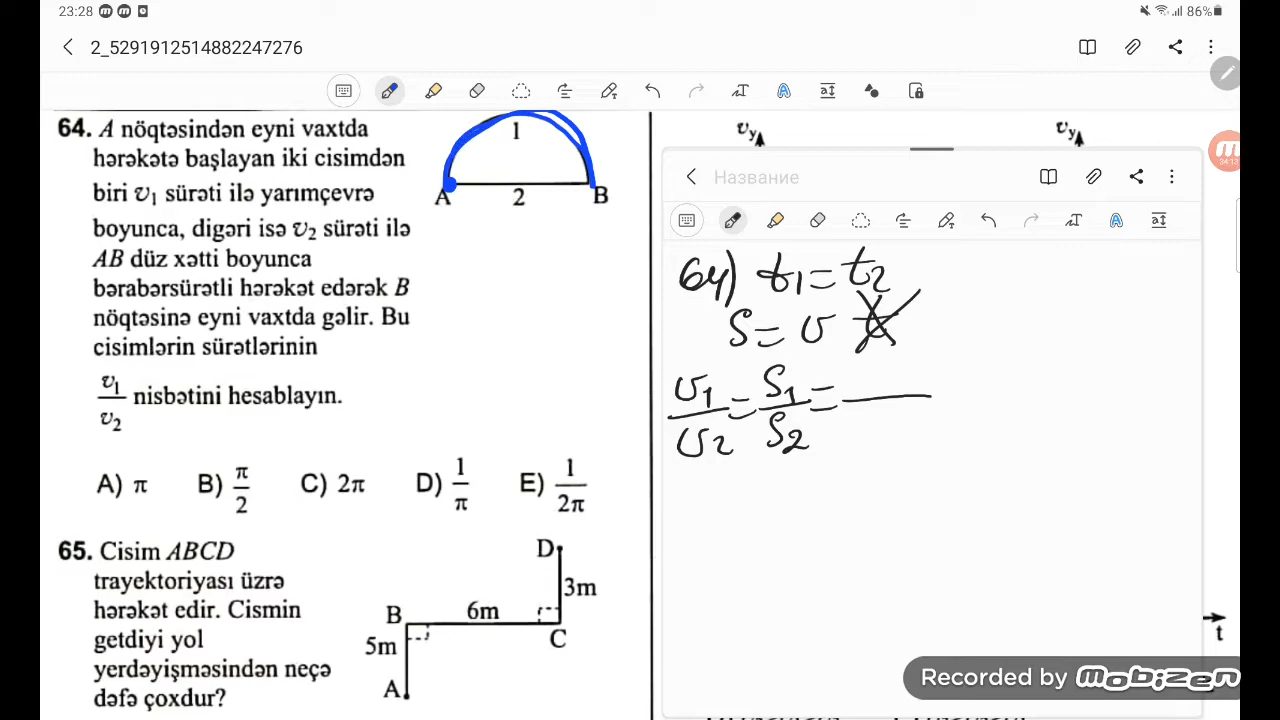 23:28
86%
2_5291912514882247276
64. A nöqtəsindən eyni vaxtda
hərəkətə başlayan iki cisimdən
biri υ1 sürəti ilə yarımçevrə
boyunca, digəri isə υ2 sürəti ilə
AB düz xətti boyunca
bərabərsürətli hərəkət edərək B
nöqtəsinə eyni vaxtda gəlir. Bu
cisimlərin sürətlərinin
υ1/υ2 nisbətini hesablayın.
A) π B) π/2 C) 2π D) 1/π E) 1/2π
1
A 2 B
65. Cisim ABCD
trayektoriyası üzrə
hərəkət edir. Cismin
getdiyi yol
yerdəyişməsindən neçə
dəfə çoxdur?
D
3m
B 6m
C
5m
A
υy υy
Название
64) t1 = t2
S = υ t
υ1/υ2 = S1/S2 =
t
34:13
Recorded by mobizen